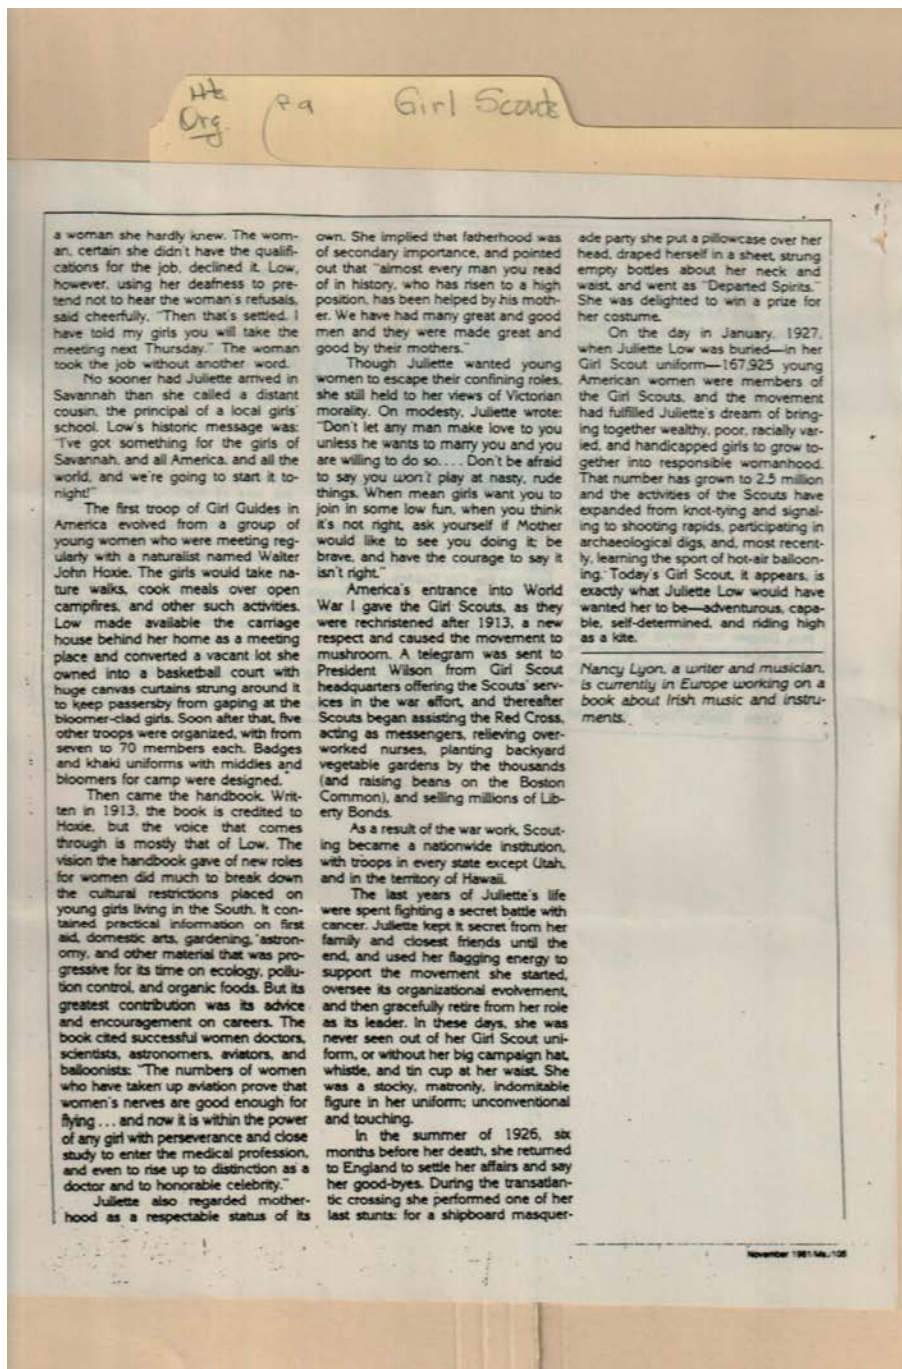 Hz
Org.
pa
Girl Scouts
a woman she hardly knew. The wom-
an, certain she didn't have the qualifi-
cations for the job, declined it. Low,
however, using her deafness to pre-
tend not to hear the woman's refusals,
said cheerfully, "Then that's settled. I
have told my girls you will take the
meeting next Thursday." The woman
took the job without another word.
No sooner had Juliette arrived in
Savannah than she called a distant
cousin, the principal of a local girls'
school. Low's historic message was:
"I've got something for the girls of
Savannah, and all America, and all the
world, and we're going to start it to-
night!"
The first troop of Girl Guides in
America evolved from a group of
young women who were meeting reg-
ularly with a naturalist named Walter
John Hoxie. The girls would take na-
ture walks, cook meals over open
campfires, and other such activities.
Low made available the carriage
house behind her home as a meeting
place and converted a vacant lot she
owned into a basketball court with
huge canvas curtains strung around it
to keep passersby from gaping at the
bloomer-clad girls. Soon after that, five
other troops were organized, with from
seven to 70 members each. Badges
and khaki uniforms with middies and
bloomers for camp were designed.
Then came the handbook. Writ-
ten in 1913, the book is credited to
Hoxie, but the voice that comes
through is mostly that of Low. The
vision the handbook gave of new roles
for women did much to break down
the cultural restrictions placed on
young girls living in the South. It con-
tained practical information on first
aid, domestic arts, gardening, astron-
omy, and other material that was pro-
gressive for its time on ecology, pollu-
tion control, and organic foods. But its
greatest contribution was its advice
and encouragement on careers. The
book cited successful women doctors,
scientists, astronomers, aviators, and
balloonists: "The numbers of women
who have taken up aviation prove that
women's nerves are good enough for
flying ... and now it is within the power
of any girl with perseverance and close
study to enter the medical profession,
and even to rise up to distinction as a
doctor and to honorable celebrity."
Juliette also regarded mother-
hood as a respectable status of its
own. She implied that fatherhood was
of secondary importance, and pointed
out that "almost every man you read
of in history, who has risen to a high
position, has been helped by his moth-
er. We have had many great and good
men and they were made great and
good by their mothers."
Though Juliette wanted young
women to escape their confining roles,
she still held to her views of Victorian
morality. On modesty, Juliette wrote:
"Don't let any man make love to you
unless he wants to marry you and you
are willing to do so.... Don't be afraid
to say you won't play at nasty, rude
things. When mean girls want you to
join in some low fun, when you think
it's not right, ask yourself if Mother
would like to see you doing it; be
brave, and have the courage to say it
isn't right."
America's entrance into World
War I gave the Girl Scouts, as they
were rechristened after 1913, a new
respect and caused the movement to
mushroom. A telegram was sent to
President Wilson from Girl Scout
headquarters offering the Scouts' serv-
ices in the war effort, and thereafter
Scouts began assisting the Red Cross,
acting as messengers, relieving over-
worked nurses, planting backyard
vegetable gardens by the thousands
(and raising beans on the Boston
Common), and selling millions of Lib-
erty Bonds.
As a result of the war work, Scout-
ing became a nationwide institution,
with troops in every state except Utah,
and in the territory of Hawaii.
The last years of Juliette's life
were spent fighting a secret battle with
cancer. Juliette kept it secret from her
family and closest friends until the
end, and used her flagging energy to
support the movement she started,
oversee its organizational evolvement,
and then gracefully retire from her role
as its leader. In these days, she was
never seen out of her Girl Scout uni-
form, or without her big campaign hat,
whistle, and tin cup at her waist. She
was a stocky, matronly, indomitable
figure in her uniform; unconventional
and touching.
In the summer of 1926, six
months before her death, she returned
to England to settle her affairs and say
her good-byes. During the transatlan-
tic crossing she performed one of her
last stunts: for a shipboard masquer-
ade party she put a pillowcase over her
head, draped herself in a sheet, strung
empty bottles about her neck and
waist, and went as "Departed Spirits."
She was delighted to win a prize for
her costume.
On the day in January, 1927,
when Juliette Low was buried—in her
Girl Scout uniform—167,925 young
American women were members of
the Girl Scouts, and the movement
had fulfilled Juliette's dream of bring-
ing together wealthy, poor, racially var-
ied, and handicapped girls to grow to-
gether into responsible womanhood.
That number has grown to 2.5 million
and the activities of the Scouts have
expanded from knot-tying and signal-
ing to shooting rapids, participating in
archaeological digs, and, most recent-
ly, learning the sport of hot-air balloon-
ing. Today's Girl Scout, it appears, is
exactly what Juliette Low would have
wanted her to be—adventurous, capa-
ble, self-determined, and riding high
as a kite.
Nancy Lyon, a writer and musician,
is currently in Europe working on a
book about Irish music and instru-
ments.
November 1981/Ms./105